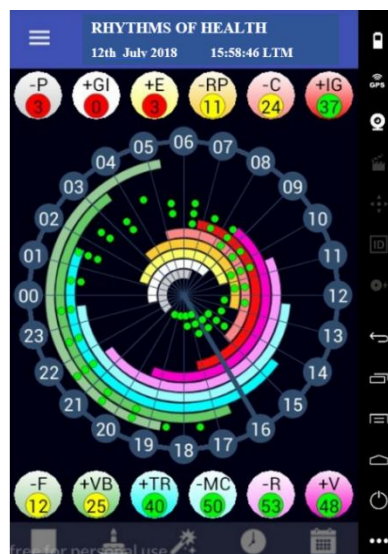 RHYTHMS OF HEALTH
12th July 2018 15:58:46 LTM
-P +GI +E -RP -C +IG
3 0 3 11 24 37
GPS
05 06 07
04 08
03 09
02 10
01 11
00 12
23 13
22 14
21 15
20 16
19 18 17
-F +VB +TR -MC -R +V
12 25 40 50 53 48
free for personal use